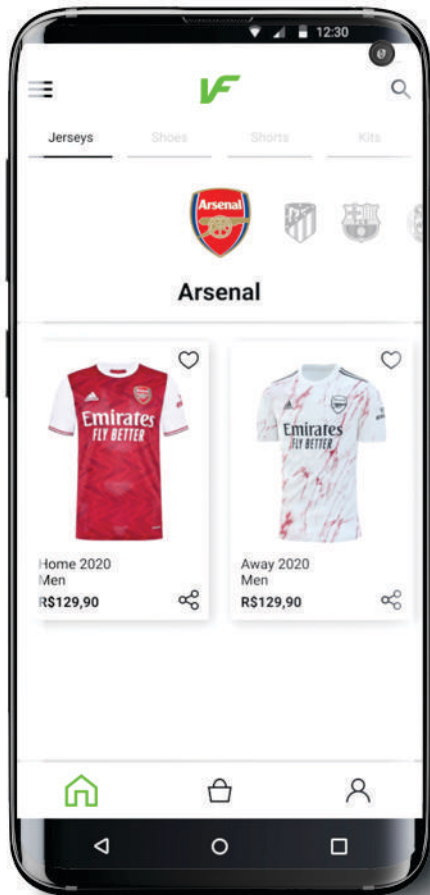 12:30
VF
Jerseys Shoes Shorts Kits
Arsenal
Arsenal
Emirates
FLY BETTER
Emirates
FLY BETTER
Home 2020
Men
R$129,90
Away 2020
Men
R$129,90